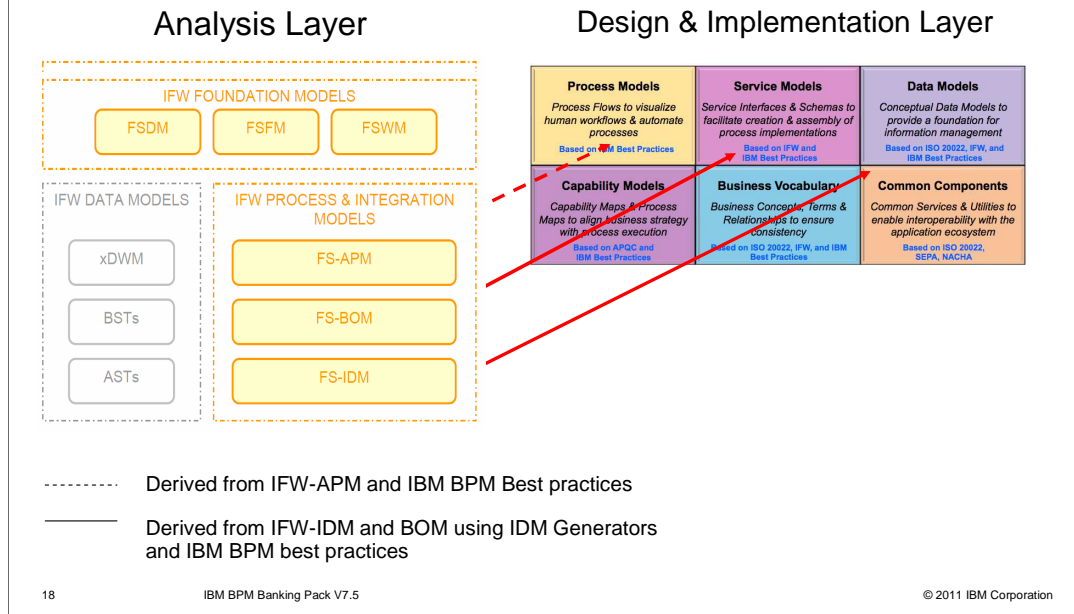 Analysis Layer
Design & Implementation Layer
IFW FOUNDATION MODELS
FSDM
FSFM
FSWM
IFW DATA MODELS
xDWM
BSTs
ASTs
IFW PROCESS & INTEGRATION
MODELS
FS-APM
FS-BOM
FS-IDM
Process Models
Process Flows to visualize
human workflows & automate
processes
Based on IBM Best Practices
Service Models
Service Interfaces & Schemas to
facilitate creation & assembly of
process implementations
Based on IFW and
IBM Best Practices
Data Models
Conceptual Data Models to
provide a foundation for
information management
Based on ISO 20022, IFW, and
IBM Best Practices
Capability Models
Capability Maps & Process
Maps to align business strategy
with process execution
Based on APQC and
IBM Best Practices
Business Vocabulary
Business Concepts, Terms &
Relationships to ensure
consistency
Based on ISO 20022, IFW, and IBM
Best Practices
Common Components
Common Services & Utilities to
enable interoperability with the
application ecosystem
Based on ISO 20022,
SEPA, NACHA
Derived from IFW-APM and IBM BPM Best practices
Derived from IFW-IDM and BOM using IDM Generators
and IBM BPM best practices
18
IBM BPM Banking Pack V7.5
© 2011 IBM Corporation